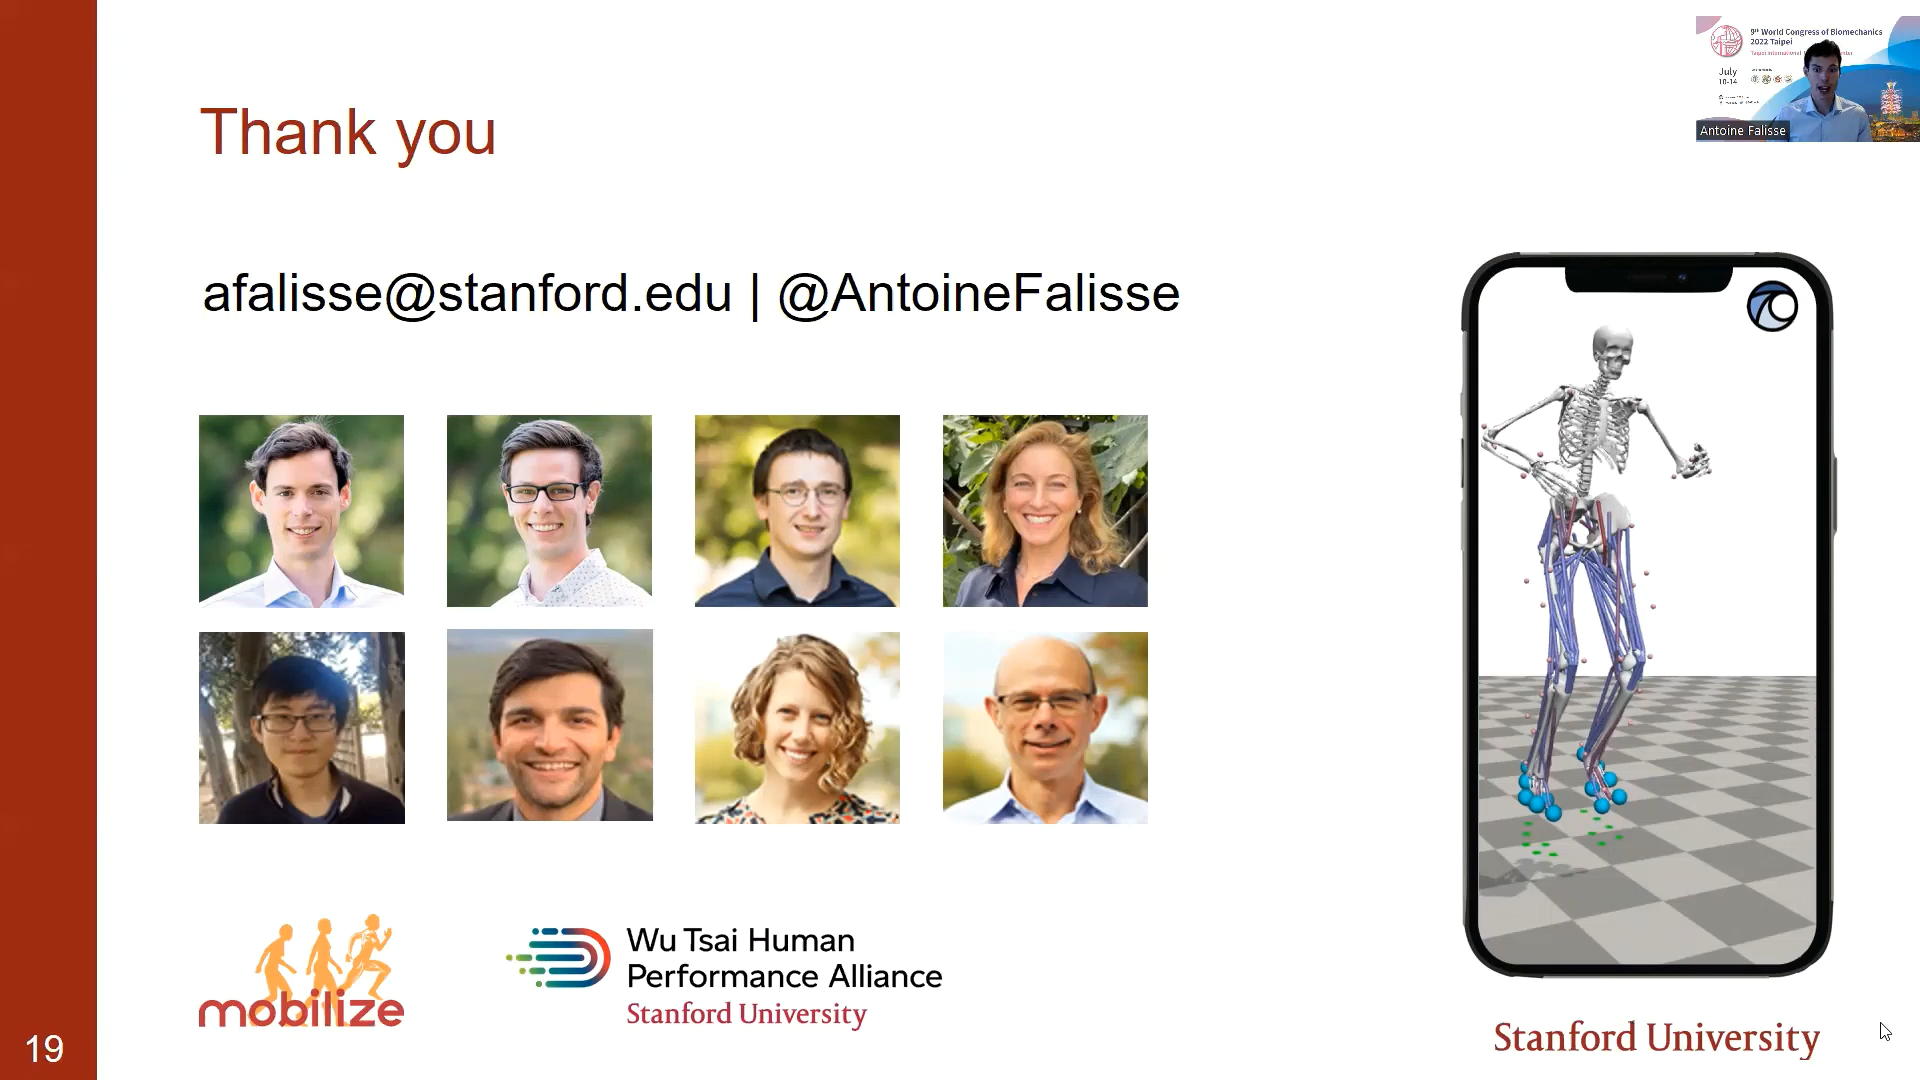 Thank you
afalisse@stanford.edu | @AntoineFalisse
9th World Congress of Biomechanics
2022 Taipei
July
10-14
Antoine Falisse
mobilize
Wu Tsai Human
Performance Alliance
Stanford University
Stanford University
19